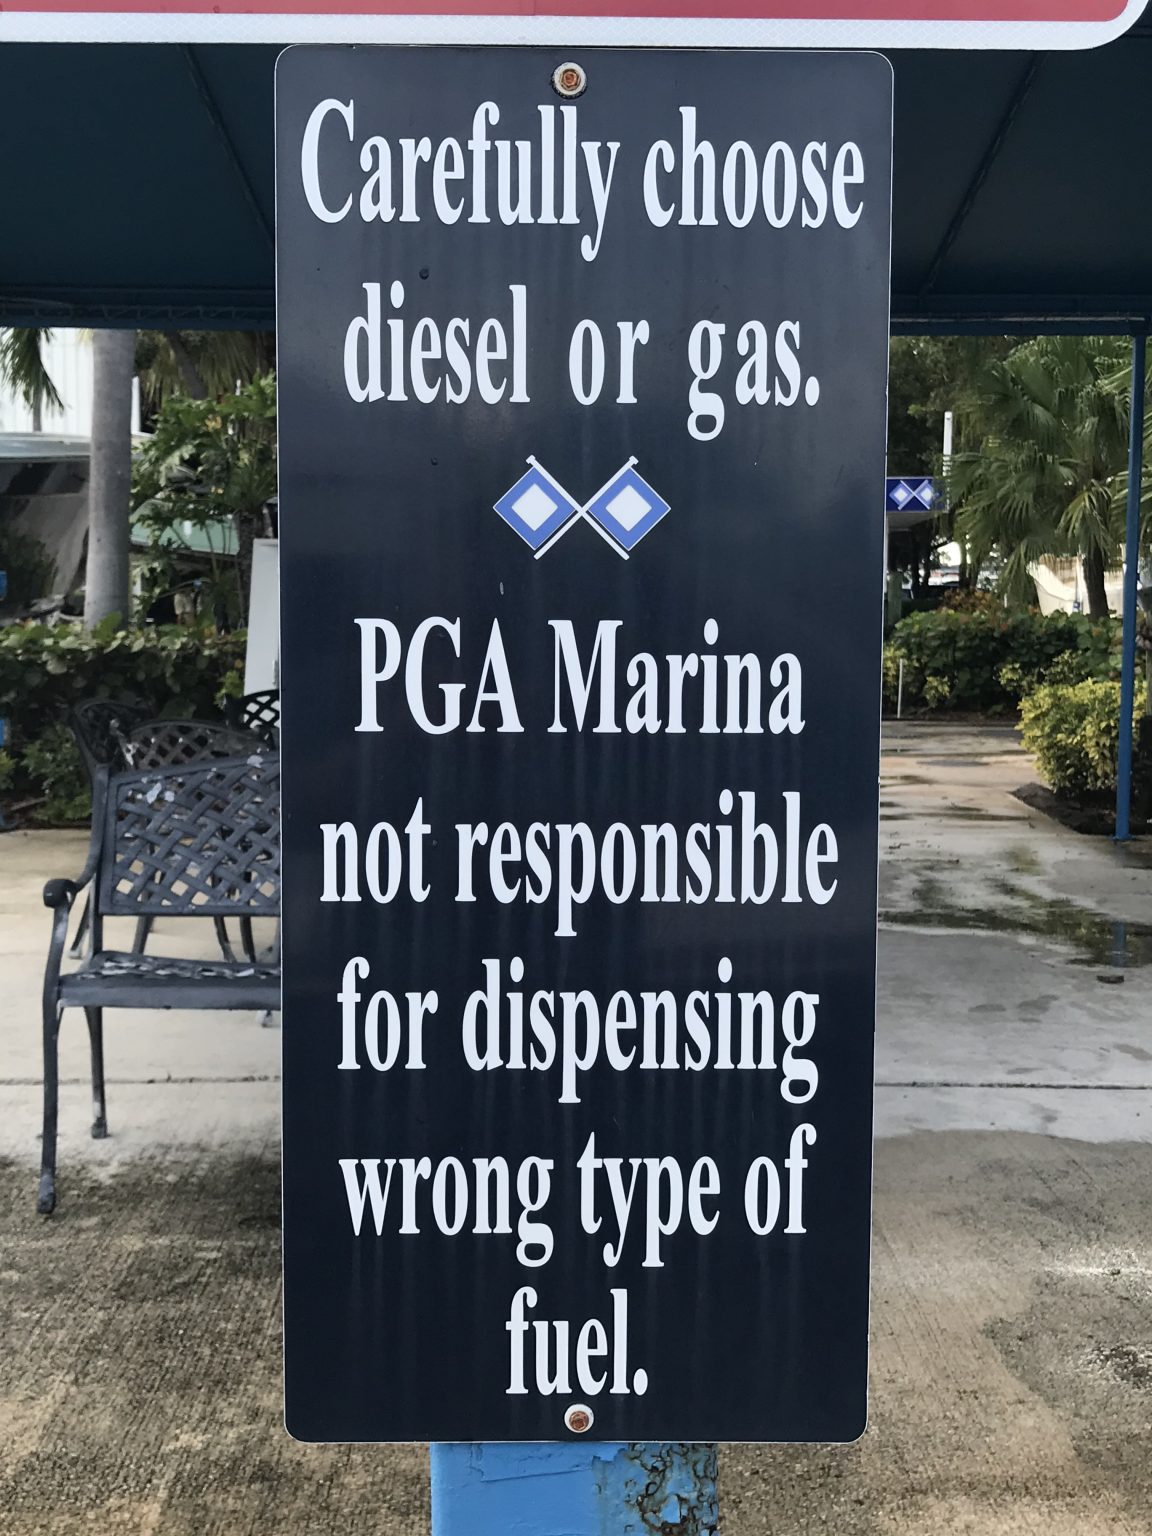 Carefully choose
diesel or gas.
PGA Marina
not responsible
for dispensing
wrong type of
fuel.